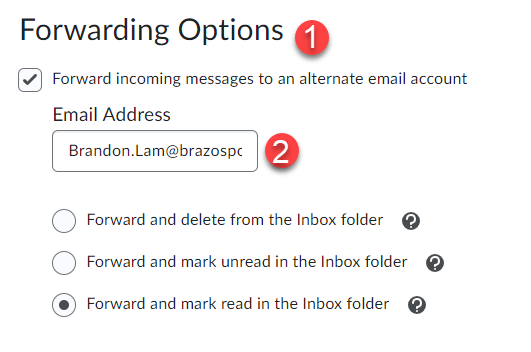 Forwarding Options
1
Forward incoming messages to an alternate email account
Email Address
Brandon.Lam@brazospc
2
Forward and delete from the Inbox folder ?
Forward and mark unread in the Inbox folder ?
Forward and mark read in the Inbox folder ?